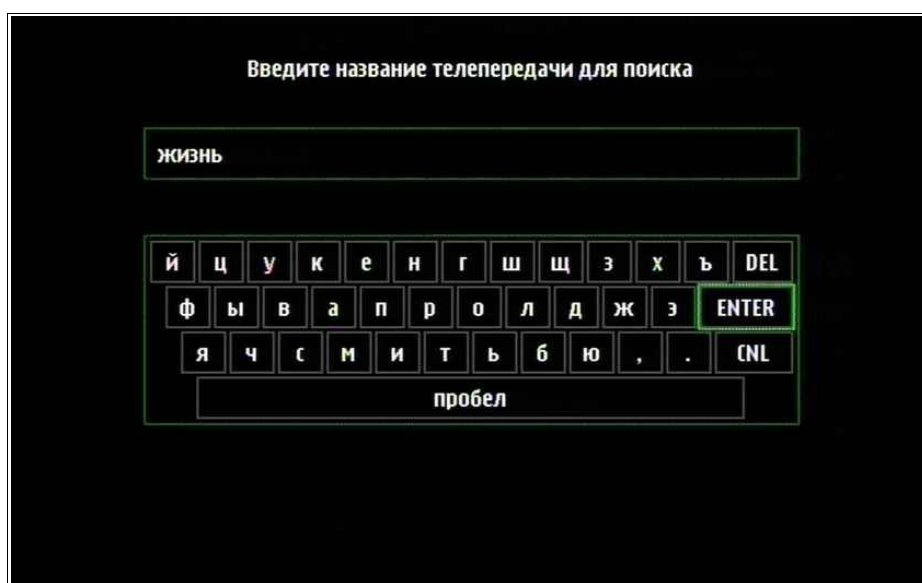 Введите название телепередачи для поиска
жизнь
й ц у к е н г ш щ з х ъ DEL
ф ы в а п р о л д ж э ENTER
я ч с м и т ь б ю , . CNL
пробел